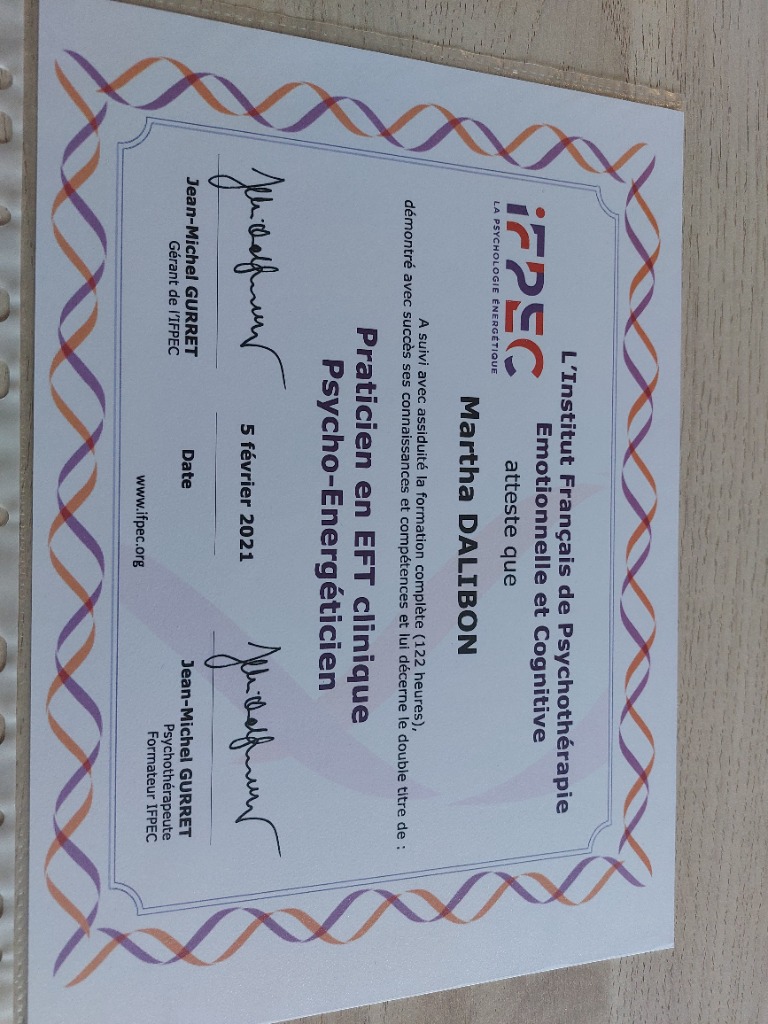 iFPEC
LA PSYCHOLOGIE ÉNERGÉTIQUE
L'Institut Français de Psychothérapie
Emotionnelle et Cognitive
atteste que
Martha DALIBON
A suivi avec assiduité la formation complète (122 heures),
démontré avec succès ses connaissances et compétences et lui décerne le double titre de :
Praticien en EFT clinique
Psycho-Energéticien
5 février 2021
Jean-Michel GURRET
Gérant de l'IFPEC
Date
Jean-Michel GURRET
Psychothérapeute
Formateur IFPEC
www.ifpec.org